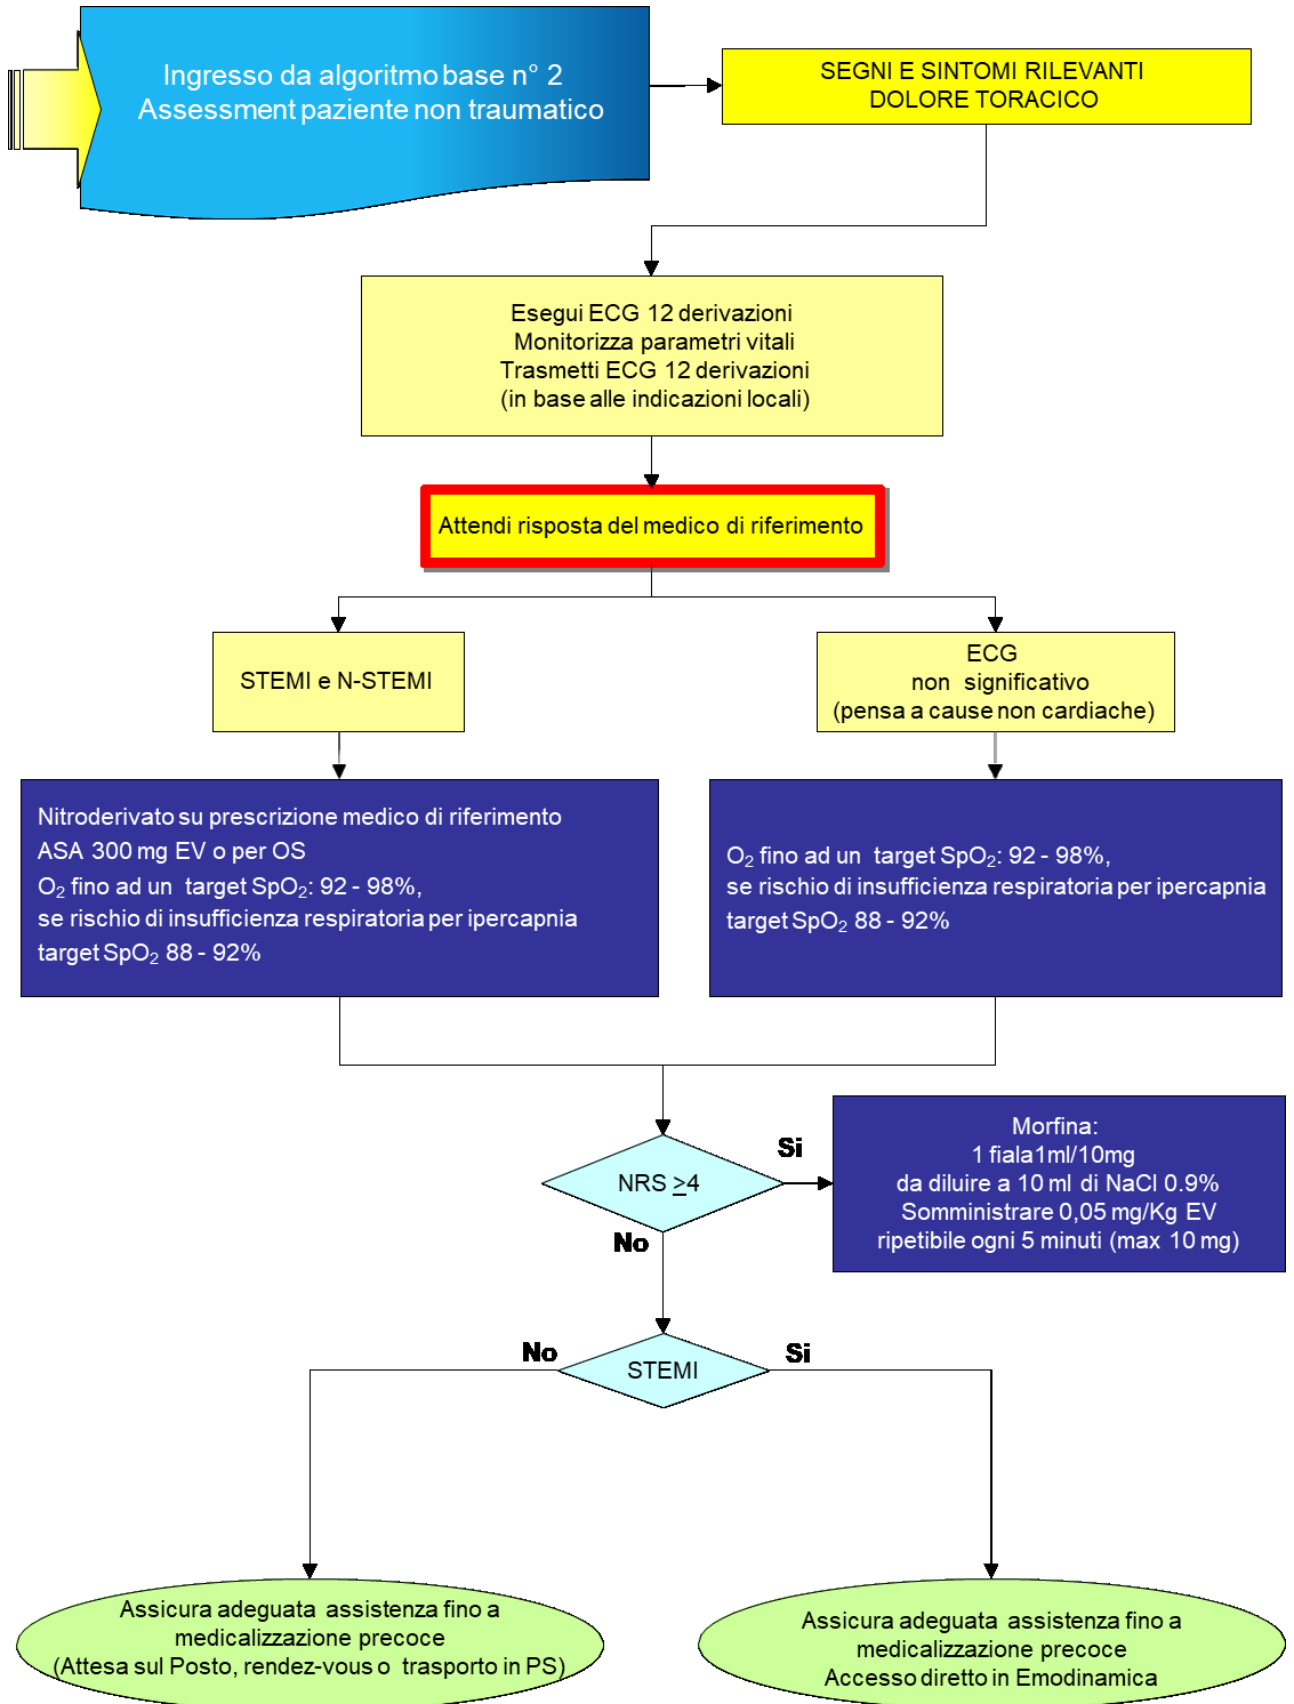 Ingresso da algoritmo base n° 2
Assessment paziente non traumatico
SEGNI E SINTOMI RILEVANTI
DOLORE TORACICO
Esegui ECG 12 derivazioni
Monitorizza parametri vitali
Trasmetti ECG 12 derivazioni
(in base alle indicazioni locali)
Attendi risposta del medico di riferimento
STEMI e N-STEMI
ECG
non significativo
(pensa a cause non cardiache)
Nitroderivato su prescrizione medico di riferimento
ASA 300 mg EV o per OS
O₂ fino ad un target SpO₂: 92 - 98%,
se rischio di insufficienza respiratoria per ipercapnia
target SpO₂ 88 - 92%
O₂ fino ad un target SpO₂: 92 - 98%,
se rischio di insufficienza respiratoria per ipercapnia
target SpO₂ 88 - 92%
NRS ≥4
Si
No
Morfina:
1 fiala1ml/10mg
da diluire a 10 ml di NaCl 0.9%
Somministrare 0,05 mg/Kg EV
ripetibile ogni 5 minuti (max 10 mg)
No
STEMI
Si
Assicura adeguata assistenza fino a
medicalizzazione precoce
(Attesa sul Posto, rendez-vous o trasporto in PS)
Assicura adeguata assistenza fino a
medicalizzazione precoce
Accesso diretto in Emodinamica